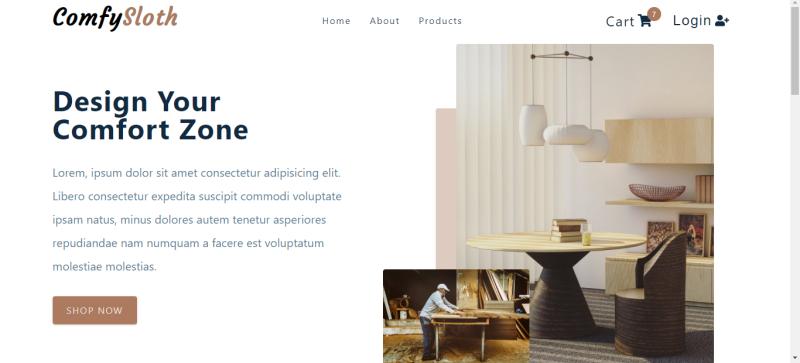 ComfySloth
Home About Products
Cart 7 Login
Design Your
Comfort Zone
Lorem, ipsum dolor sit amet consectetur adipisicing elit.
Libero consectetur expedita suscipit commodi voluptate
ipsam natus, minus dolores autem tenetur asperiores
repudiandae nam numquam a facere est voluptatum
molestiae molestias.
SHOP NOW